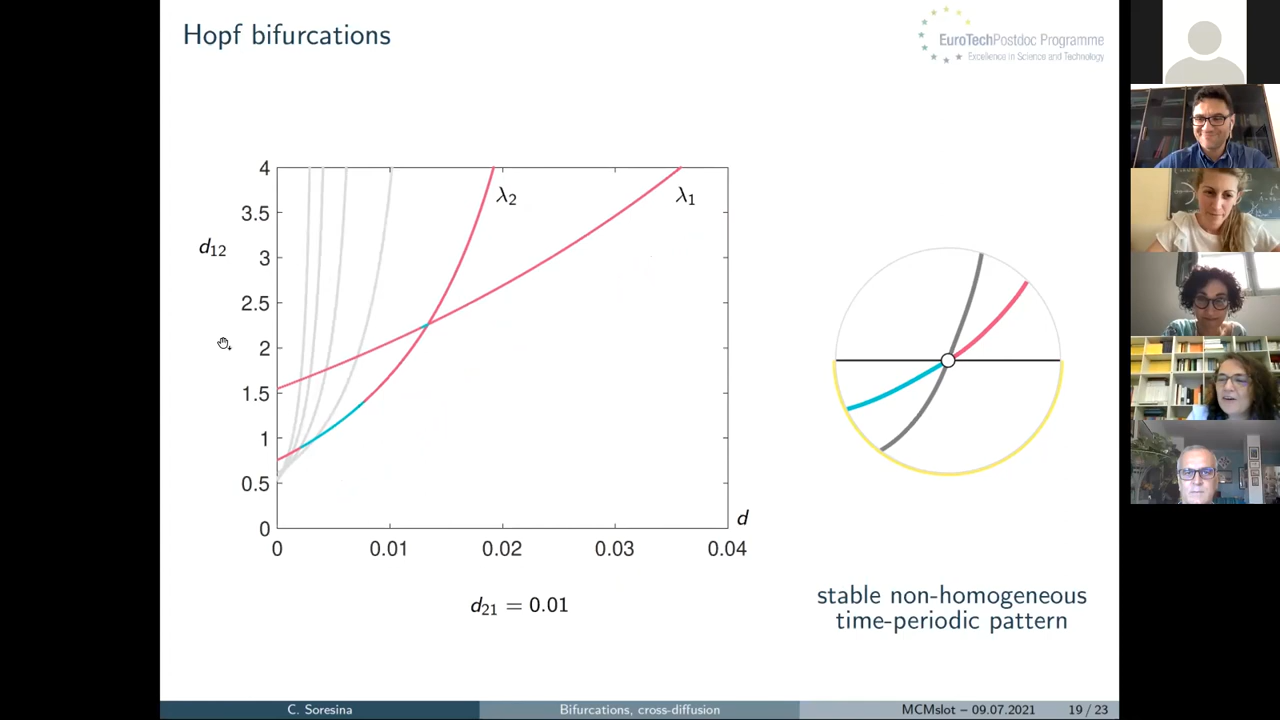 Hopf bifurcations
EuroTechPostdoc Programme
Excellence in Science and Technology
4
3.5
3
2.5
2
1.5
1
0.5
0
d12
λ2
λ1
d
0
0.01
0.02
0.03
0.04
d21 = 0.01
stable non-homogeneous
time-periodic pattern
C. Soresina
Bifurcations, cross-diffusion
MCMslot – 09.07.2021
19 / 23